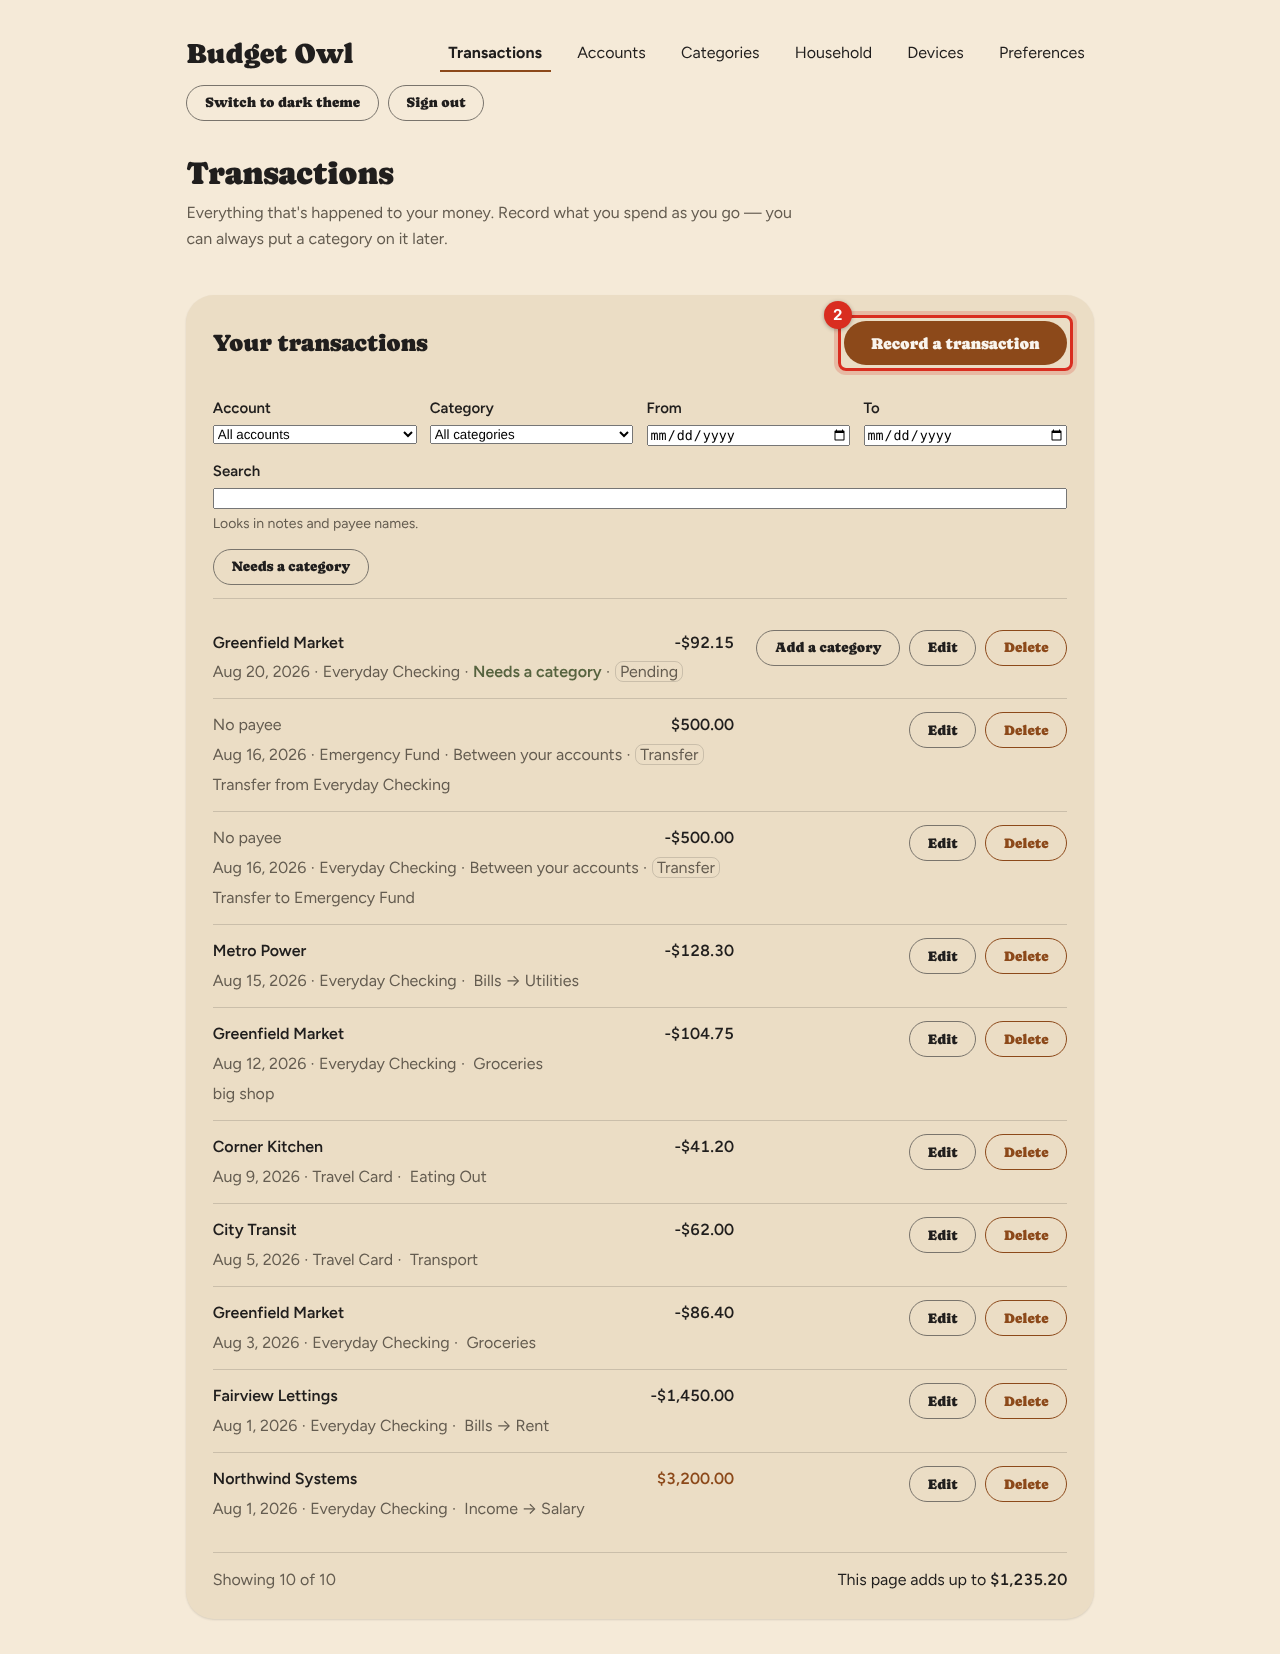 Budget Owl
Transactions Accounts Categories Household Devices Preferences
Switch to dark theme Sign out
Transactions
Everything that's happened to your money. Record what you spend as you go — you
can always put a category on it later.
2
Your transactions Record a transaction
Account Category From To
All accounts All categories mm/dd/yyyy mm/dd/yyyy
Search
Looks in notes and payee names.
Needs a category
Greenfield Market -$92.15 Add a category Edit Delete
Aug 20, 2026 · Everyday Checking · Needs a category · Pending
No payee $500.00 Edit Delete
Aug 16, 2026 · Emergency Fund · Between your accounts · Transfer
Transfer from Everyday Checking
No payee -$500.00 Edit Delete
Aug 16, 2026 · Everyday Checking · Between your accounts · Transfer
Transfer to Emergency Fund
Metro Power -$128.30 Edit Delete
Aug 15, 2026 · Everyday Checking · Bills → Utilities
Greenfield Market -$104.75 Edit Delete
Aug 12, 2026 · Everyday Checking · Groceries
big shop
Corner Kitchen -$41.20 Edit Delete
Aug 9, 2026 · Travel Card · Eating Out
City Transit -$62.00 Edit Delete
Aug 5, 2026 · Travel Card · Transport
Greenfield Market -$86.40 Edit Delete
Aug 3, 2026 · Everyday Checking · Groceries
Fairview Lettings -$1,450.00 Edit Delete
Aug 1, 2026 · Everyday Checking · Bills → Rent
Northwind Systems $3,200.00 Edit Delete
Aug 1, 2026 · Everyday Checking · Income → Salary
Showing 10 of 10 This page adds up to $1,235.20